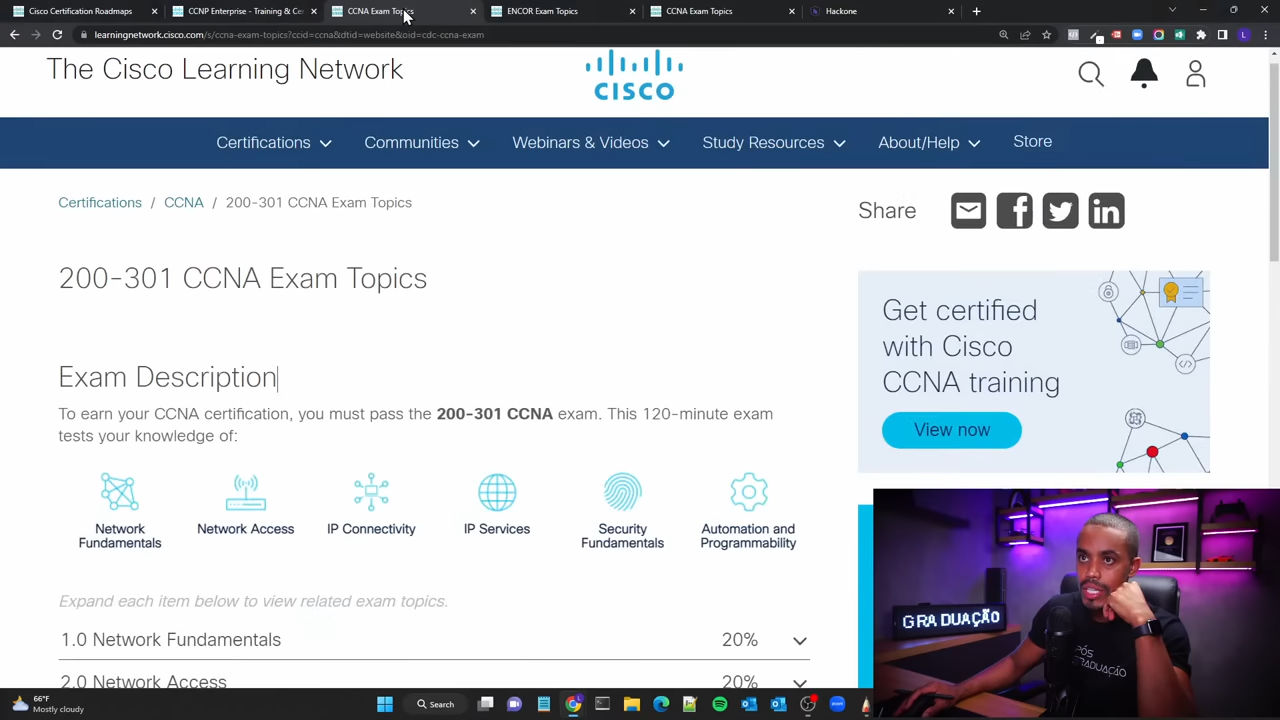 Cisco Certification Roadmaps
CCNP Enterprise - Training & Ce
CCNA Exam Topics
ENCOR Exam Topics
CCNA Exam Topics
Hackone
learningnetwork.cisco.com/s/ccna-exam-topics?ccid=ccna&dtid=website&oid=cdc-ccna-exam
L
The Cisco Learning Network
CISCO
Certifications
Communities
Webinars & Videos
Study Resources
About/Help
Store
Certifications / CCNA / 200-301 CCNA Exam Topics
Share
200-301 CCNA Exam Topics
Get certified
with Cisco
CCNA training
View now
Exam Description
To earn your CCNA certification, you must pass the 200-301 CCNA exam. This 120-minute exam
tests your knowledge of:
Network
Fundamentals
Network Access
IP Connectivity
IP Services
Security
Fundamentals
Automation and
Programmability
Expand each item below to view related exam topics.
1.0 Network Fundamentals 20%
2.0 Network Access 20%
GRADUAÇÃO
PÓS
GRADUAÇÃO
66°F
Mostly cloudy
Search